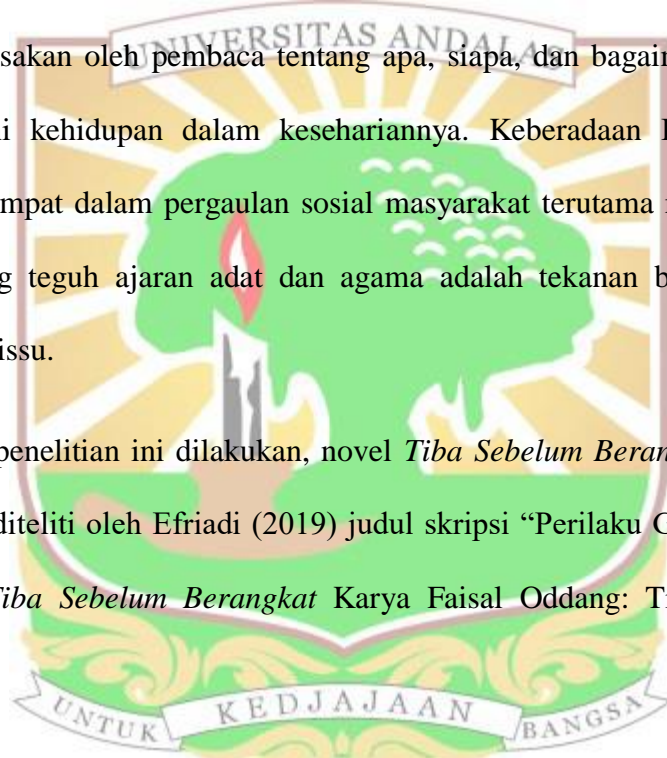 UNIVERSITAS ANDALAS
sakan oleh pembaca tentang apa, siapa, dan bagain
i kehidupan dalam kesehariannya. Keberadaan
mpat dalam pergaulan sosial masyarakat terutama
g teguh ajaran adat dan agama adalah tekanan b
issu.
penelitian ini dilakukan, novel Tiba Sebelum Beran
diteliti oleh Efriadi (2019) judul skripsi “Perilaku
Tiba Sebelum Berangkat Karya Faisal Oddang: T
UNTUK KEDJAJAAN BANGSA